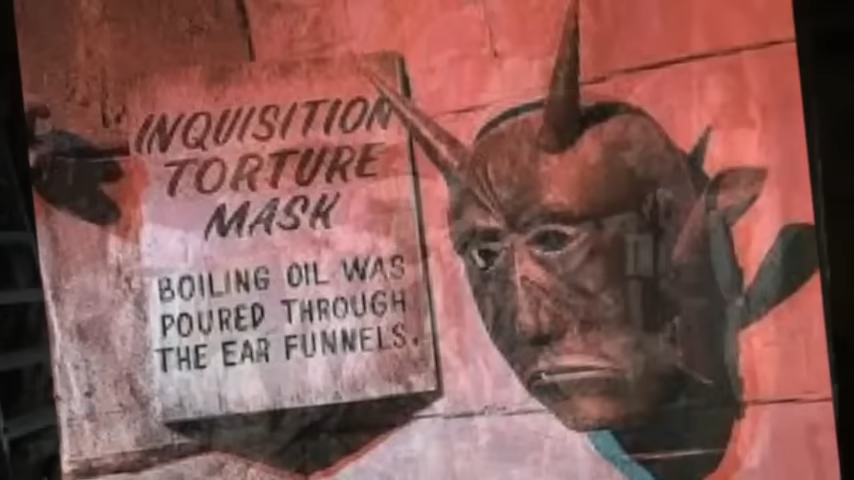 INQUISITION
TORTURE
MASK
BOILING OIL WAS
POURED THROUGH
THE EAR FUNNELS.